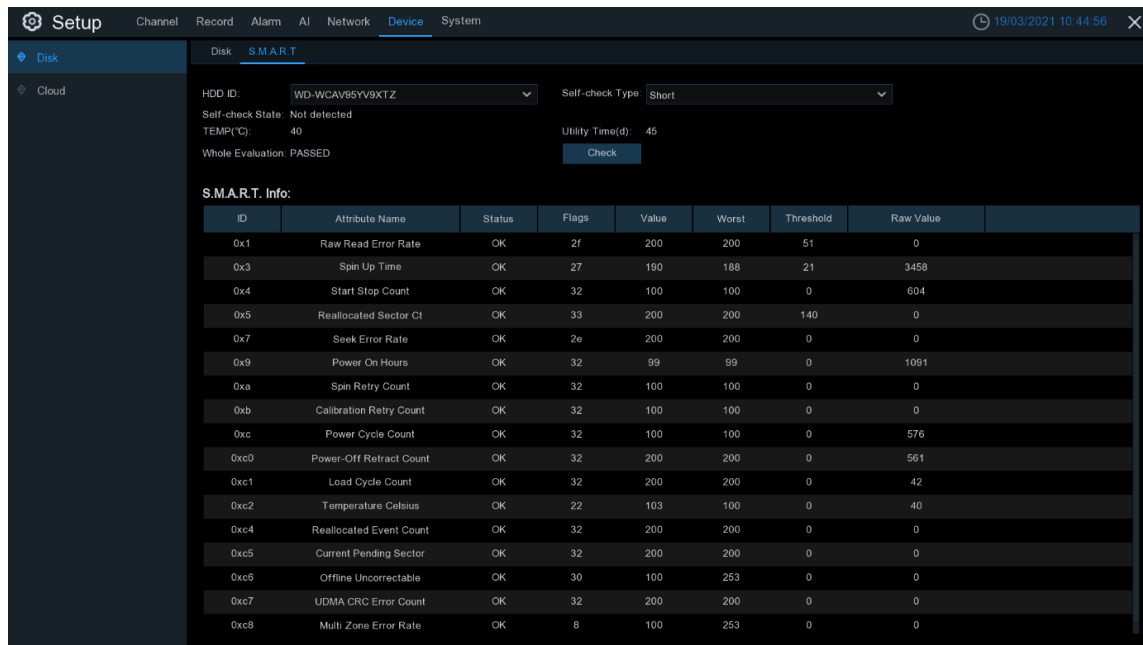 Setup Channel Record Alarm AI Network Device System 19/03/2021 10:44:56
Disk
Cloud
Disk S.M.A.R.T
HDD ID: WD-WCAV95YV9XTZ Self-check Type: Short
Self-check State: Not detected
TEMP(℃): 40 Utility Time(d): 45
Whole Evaluation: PASSED Check
S.M.A.R.T. Info:
ID Attribute Name Status Flags Value Worst Threshold Raw Value
0x1 Raw Read Error Rate OK 2f 200 200 51 0
0x3 Spin Up Time OK 27 190 188 21 3458
0x4 Start Stop Count OK 32 100 100 0 604
0x5 Reallocated Sector Ct OK 33 200 200 140 0
0x7 Seek Error Rate OK 2e 200 200 0 0
0x9 Power On Hours OK 32 99 99 0 1091
0xa Spin Retry Count OK 32 100 100 0 0
0xb Calibration Retry Count OK 32 100 100 0 0
0xc Power Cycle Count OK 32 100 100 0 576
0xc0 Power-Off Retract Count OK 32 200 200 0 561
0xc1 Load Cycle Count OK 32 200 200 0 42
0xc2 Temperature Celsius OK 22 103 100 0 40
0xc4 Reallocated Event Count OK 32 200 200 0 0
0xc5 Current Pending Sector OK 32 200 200 0 0
0xc6 Offline Uncorrectable OK 30 100 253 0 0
0xc7 UDMA CRC Error Count OK 32 200 200 0 0
0xc8 Multi Zone Error Rate OK 8 100 253 0 0